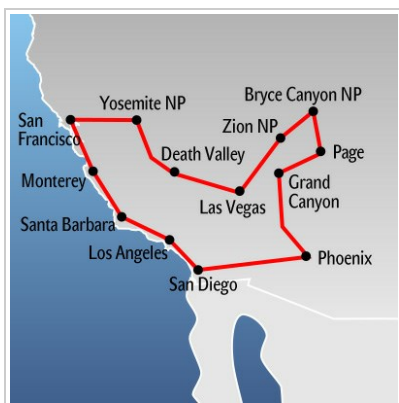 Bryce Canyon NP
San
Francisco
Yosemite NP
Zion NP
Death Valley
Page
Monterey
Grand
Canyon
Las Vegas
Santa Barbara
Los Angeles
Phoenix
San Diego